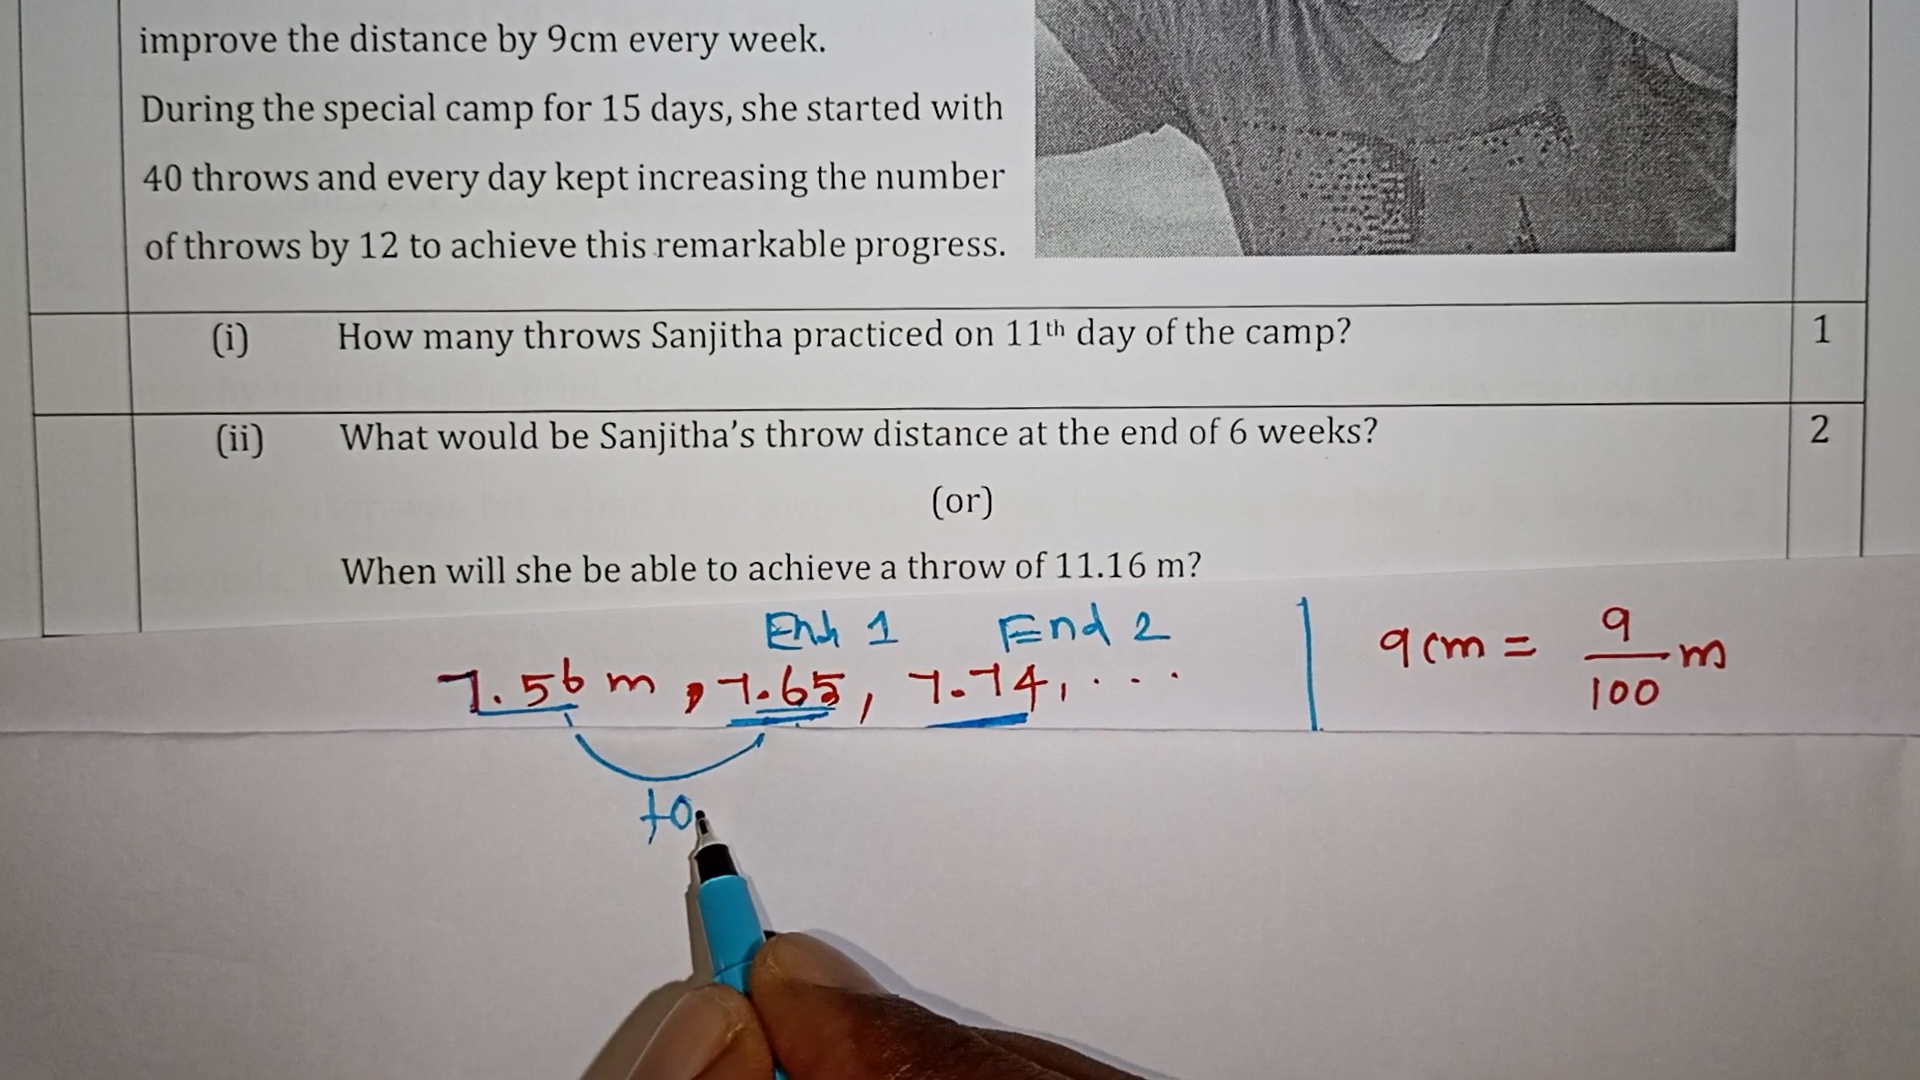 improve the distance by 9cm every week.
During the special camp for 15 days, she started with
40 throws and every day kept increasing the number
of throws by 12 to achieve this remarkable progress.
(i) How many throws Sanjitha practiced on 11th day of the camp? 1
(ii) What would be Sanjitha's throw distance at the end of 6 weeks? 2
(or)
When will she be able to achieve a throw of 11.16 m?
End 1 End 2
7.56 m, 7.65, 7.74, ...
9cm = 9/100 m
+0.